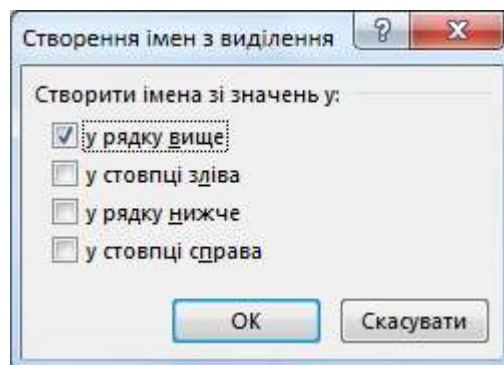 Створення імен з виділення
Створити імена зі значень у:
у рядку вище
у стовпці зліва
у рядку нижче
у стовпці справа
OK
Скасувати